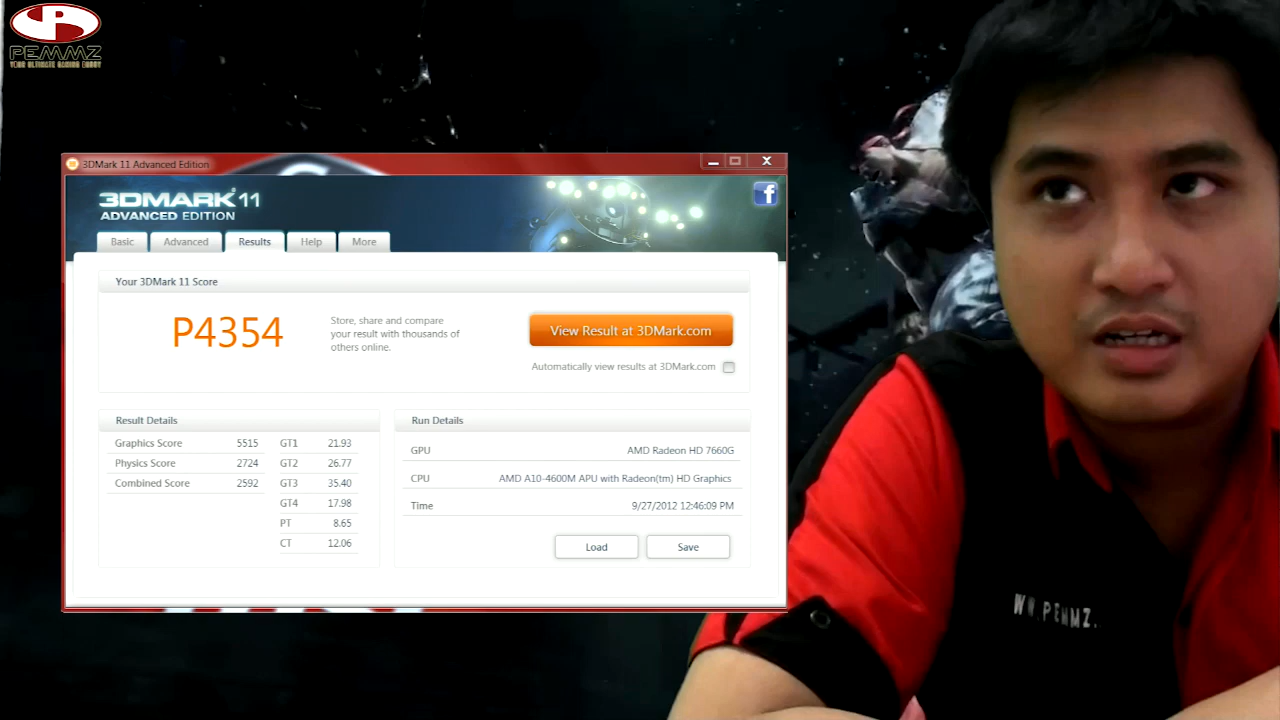 PEMMZ
YOUR ULTIMATE GAMING BUDDY
3DMark 11 Advanced Edition
3DMARK 11
ADVANCED EDITION
Basic
Advanced
Results
Help
More
Your 3DMark 11 Score
P4354
Store, share and compare
your result with thousands of
others online.
View Result at 3DMark.com
Automatically view results at 3DMark.com
Result Details
Graphics Score 5515
Physics Score 2724
Combined Score 2592
GT1 21.93
GT2 26.77
GT3 35.40
GT4 17.98
PT 8.65
CT 12.06
Run Details
GPU AMD Radeon HD 7660G
CPU AMD A10-4600M APU with Radeon(tm) HD Graphics
Time 9/27/2012 12:46:09 PM
Load
Save
PEMMZ.